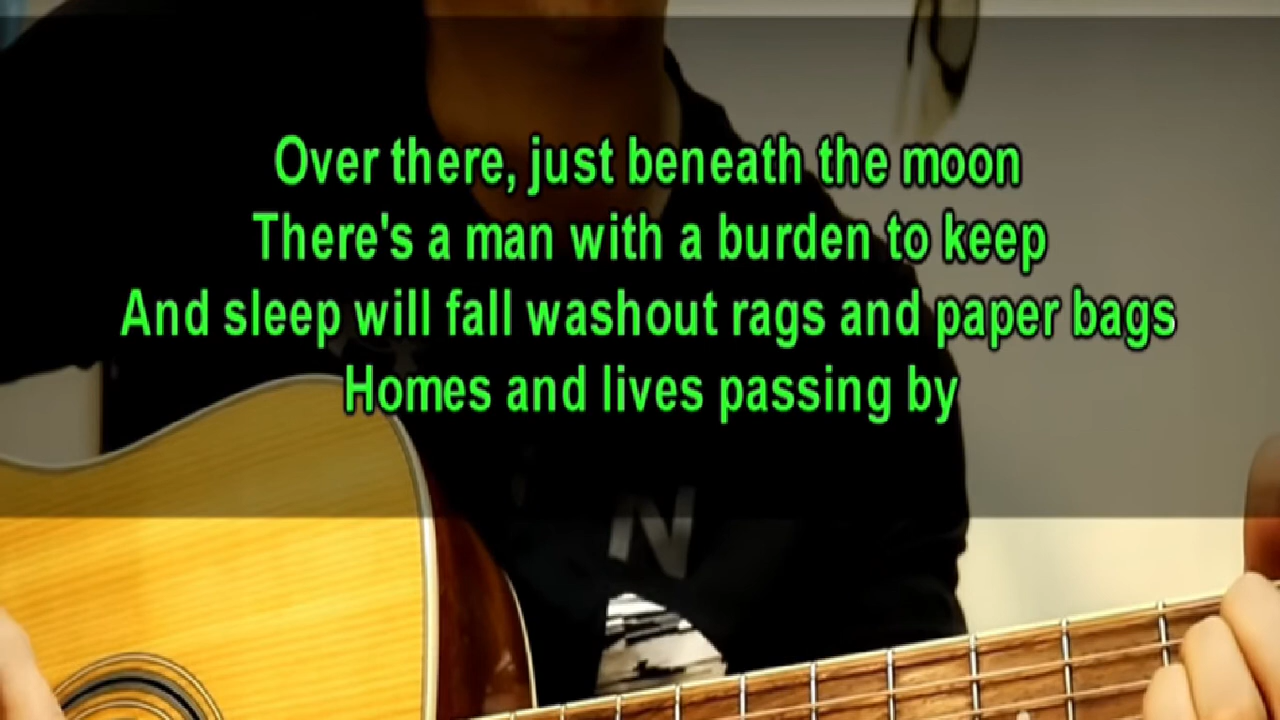 Over there, just beneath the moon
There's a man with a burden to keep
And sleep will fall washout rags and paper bags
Homes and lives passing by
N